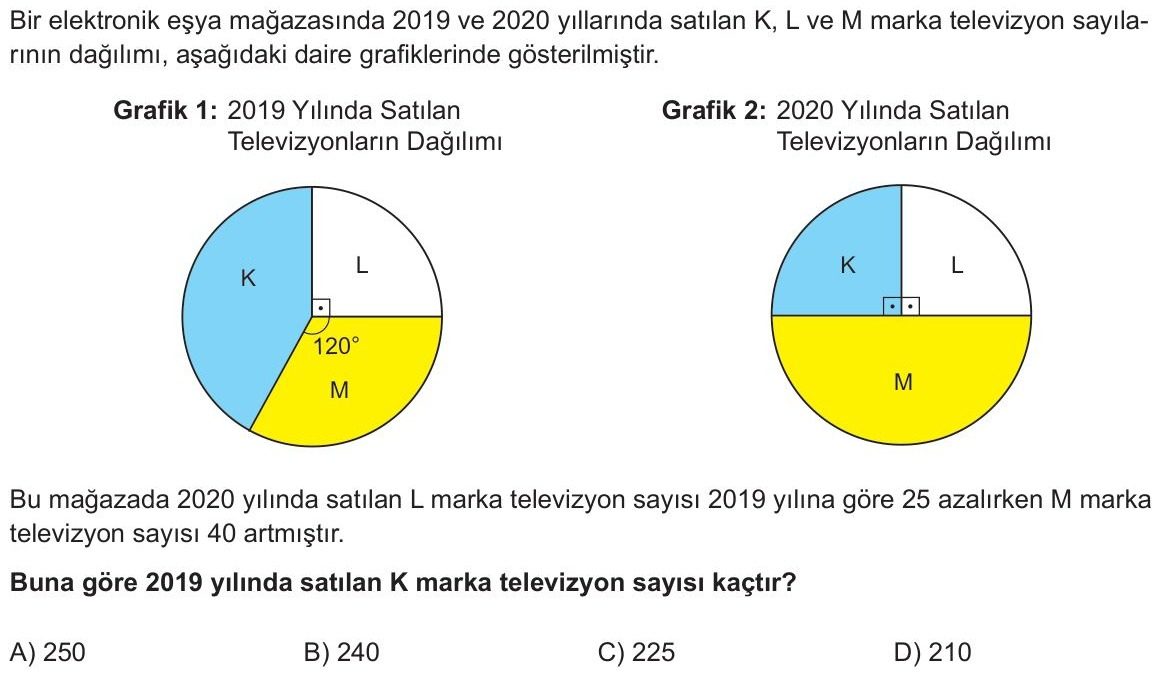 Bir elektronik eşya mağazasında 2019 ve 2020 yıllarında satılan K, L ve M marka televizyon sayıla-
rının dağılımı, aşağıdaki daire grafiklerinde gösterilmiştir.
Grafik 1: 2019 Yılında Satılan
Televizyonların Dağılımı
K
L
120°
M
Grafik 2: 2020 Yılında Satılan
Televizyonların Dağılımı
K
L
M
Bu mağazada 2020 yılında satılan L marka televizyon sayısı 2019 yılına göre 25 azalırken M marka
televizyon sayısı 40 artmıştır.
Buna göre 2019 yılında satılan K marka televizyon sayısı kaçtır?
A) 250 B) 240 C) 225 D) 210